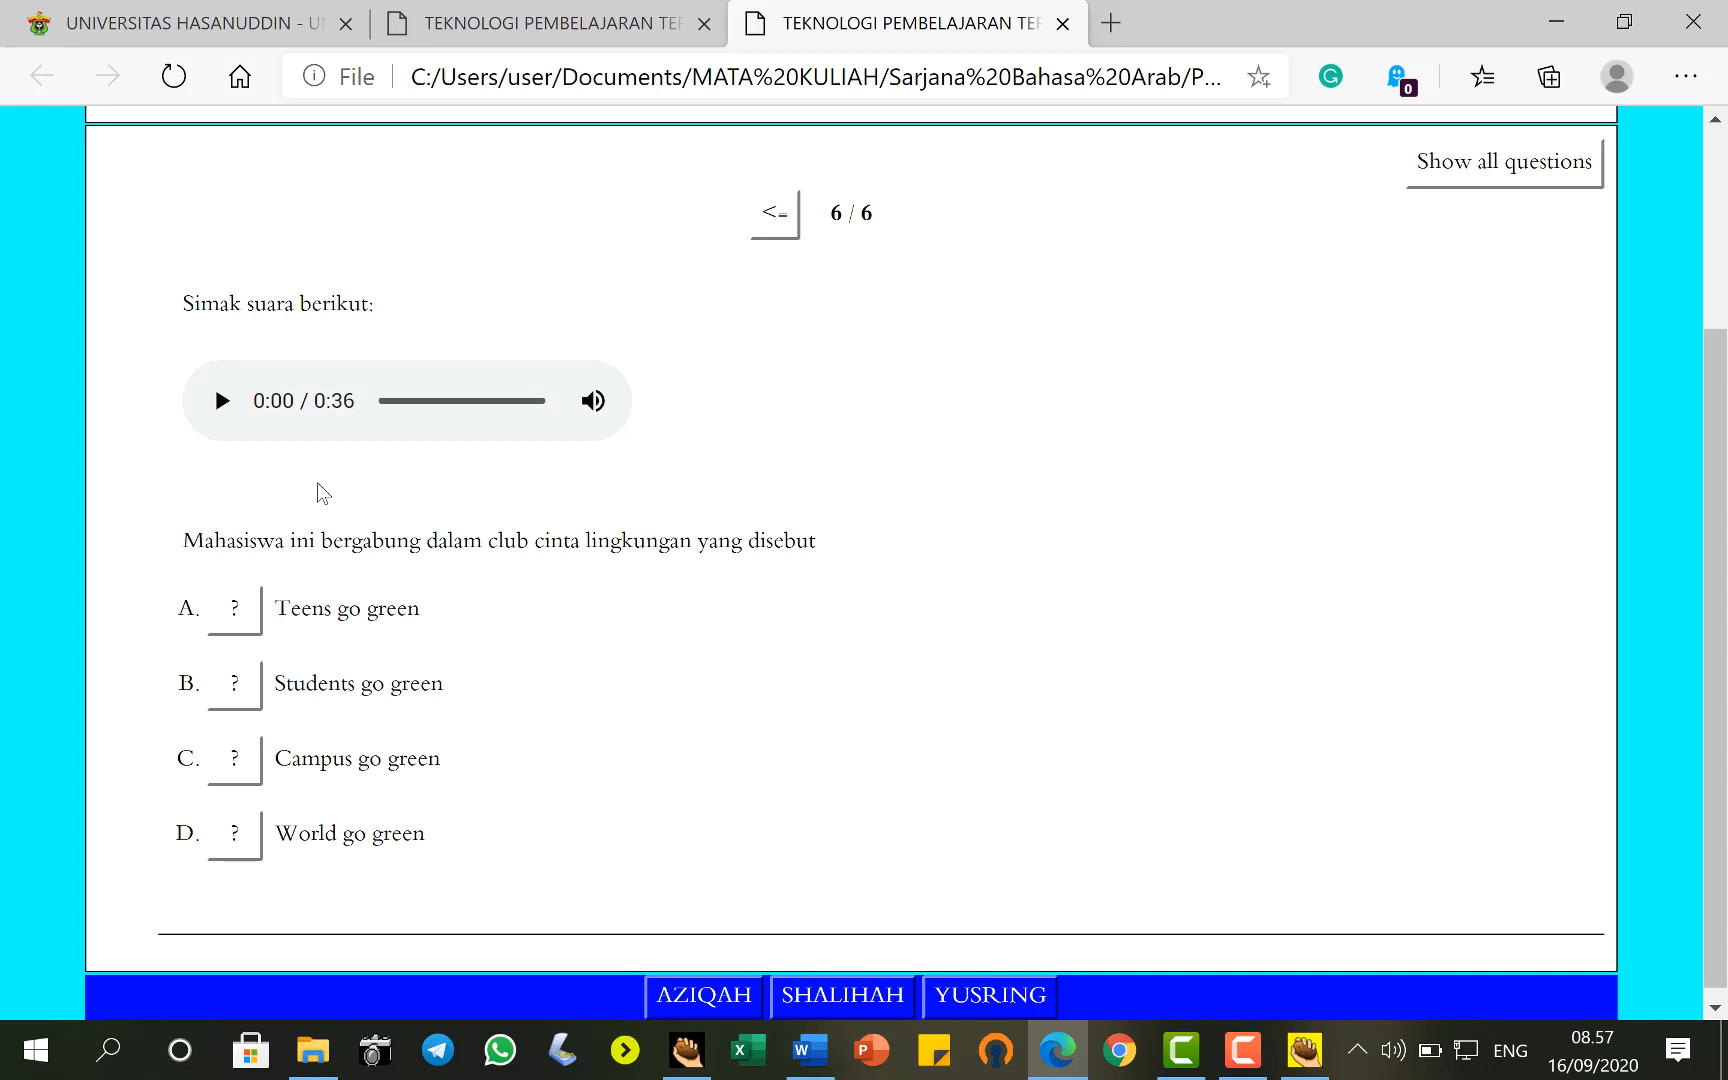 UNIVERSITAS HASANUDDIN - U
TEKNOLOGI PEMBELAJARAN TE
TEKNOLOGI PEMBELAJARAN TE
File
C:/Users/user/Documents/MATA%20KULIAH/Sarjana%20Bahasa%20Arab/P...
0
Show all questions
<= 6 / 6
Simak suara berikut:
0:00 / 0:36
Mahasiswa ini bergabung dalam club cinta lingkungan yang disebut
A. ? Teens go green
B. ? Students go green
C. ? Campus go green
D. ? World go green
AZIQAH SHALIHAH YUSRING
ENG
08.57
16/09/2020